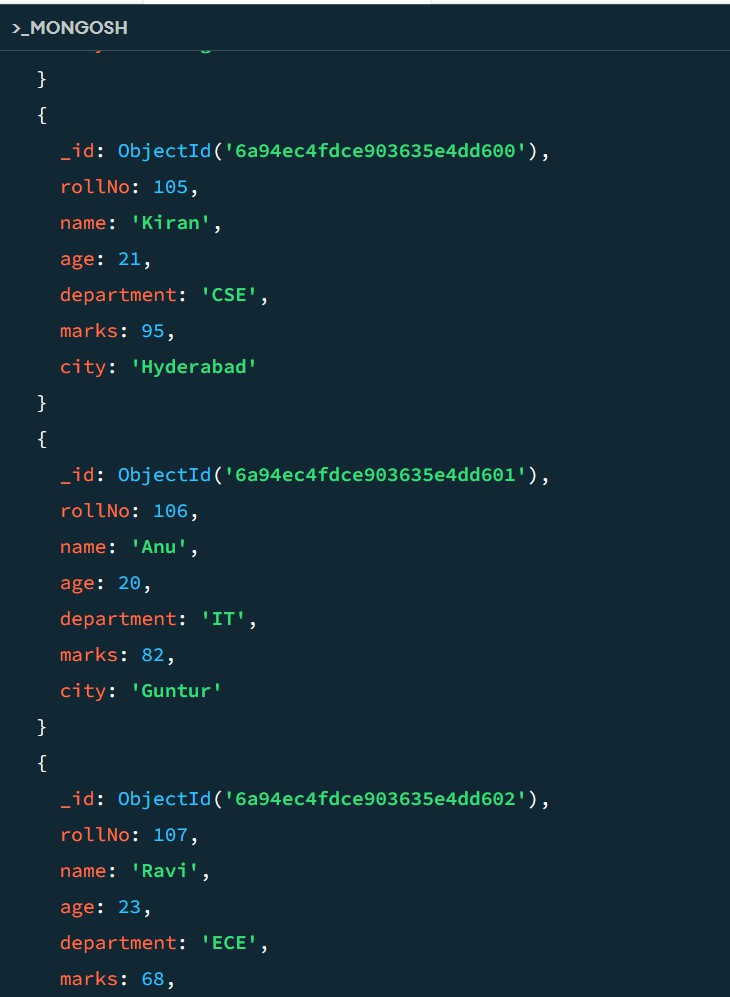 >_MONGOSH
}
{
_id: ObjectId('6a94ec4fdce903635e4dd600'),
rollNo: 105,
name: 'Kiran',
age: 21,
department: 'CSE',
marks: 95,
city: 'Hyderabad'
}
{
_id: ObjectId('6a94ec4fdce903635e4dd601'),
rollNo: 106,
name: 'Anu',
age: 20,
department: 'IT',
marks: 82,
city: 'Guntur'
}
{
_id: ObjectId('6a94ec4fdce903635e4dd602'),
rollNo: 107,
name: 'Ravi',
age: 23,
department: 'ECE',
marks: 68,